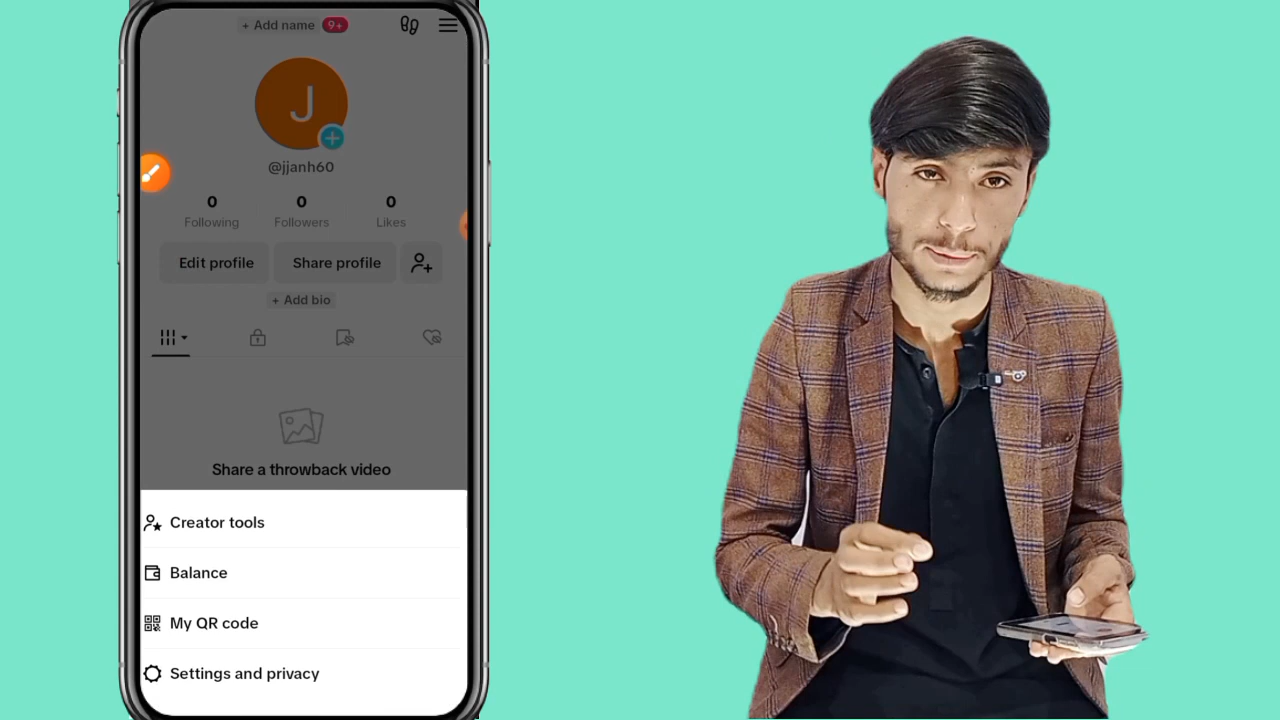 + Add name 9+
J
@jjanh60
0 0 0
Following Followers Likes
Edit profile Share profile
+ Add bio
Share a throwback video
Creator tools
Balance
My QR code
Settings and privacy